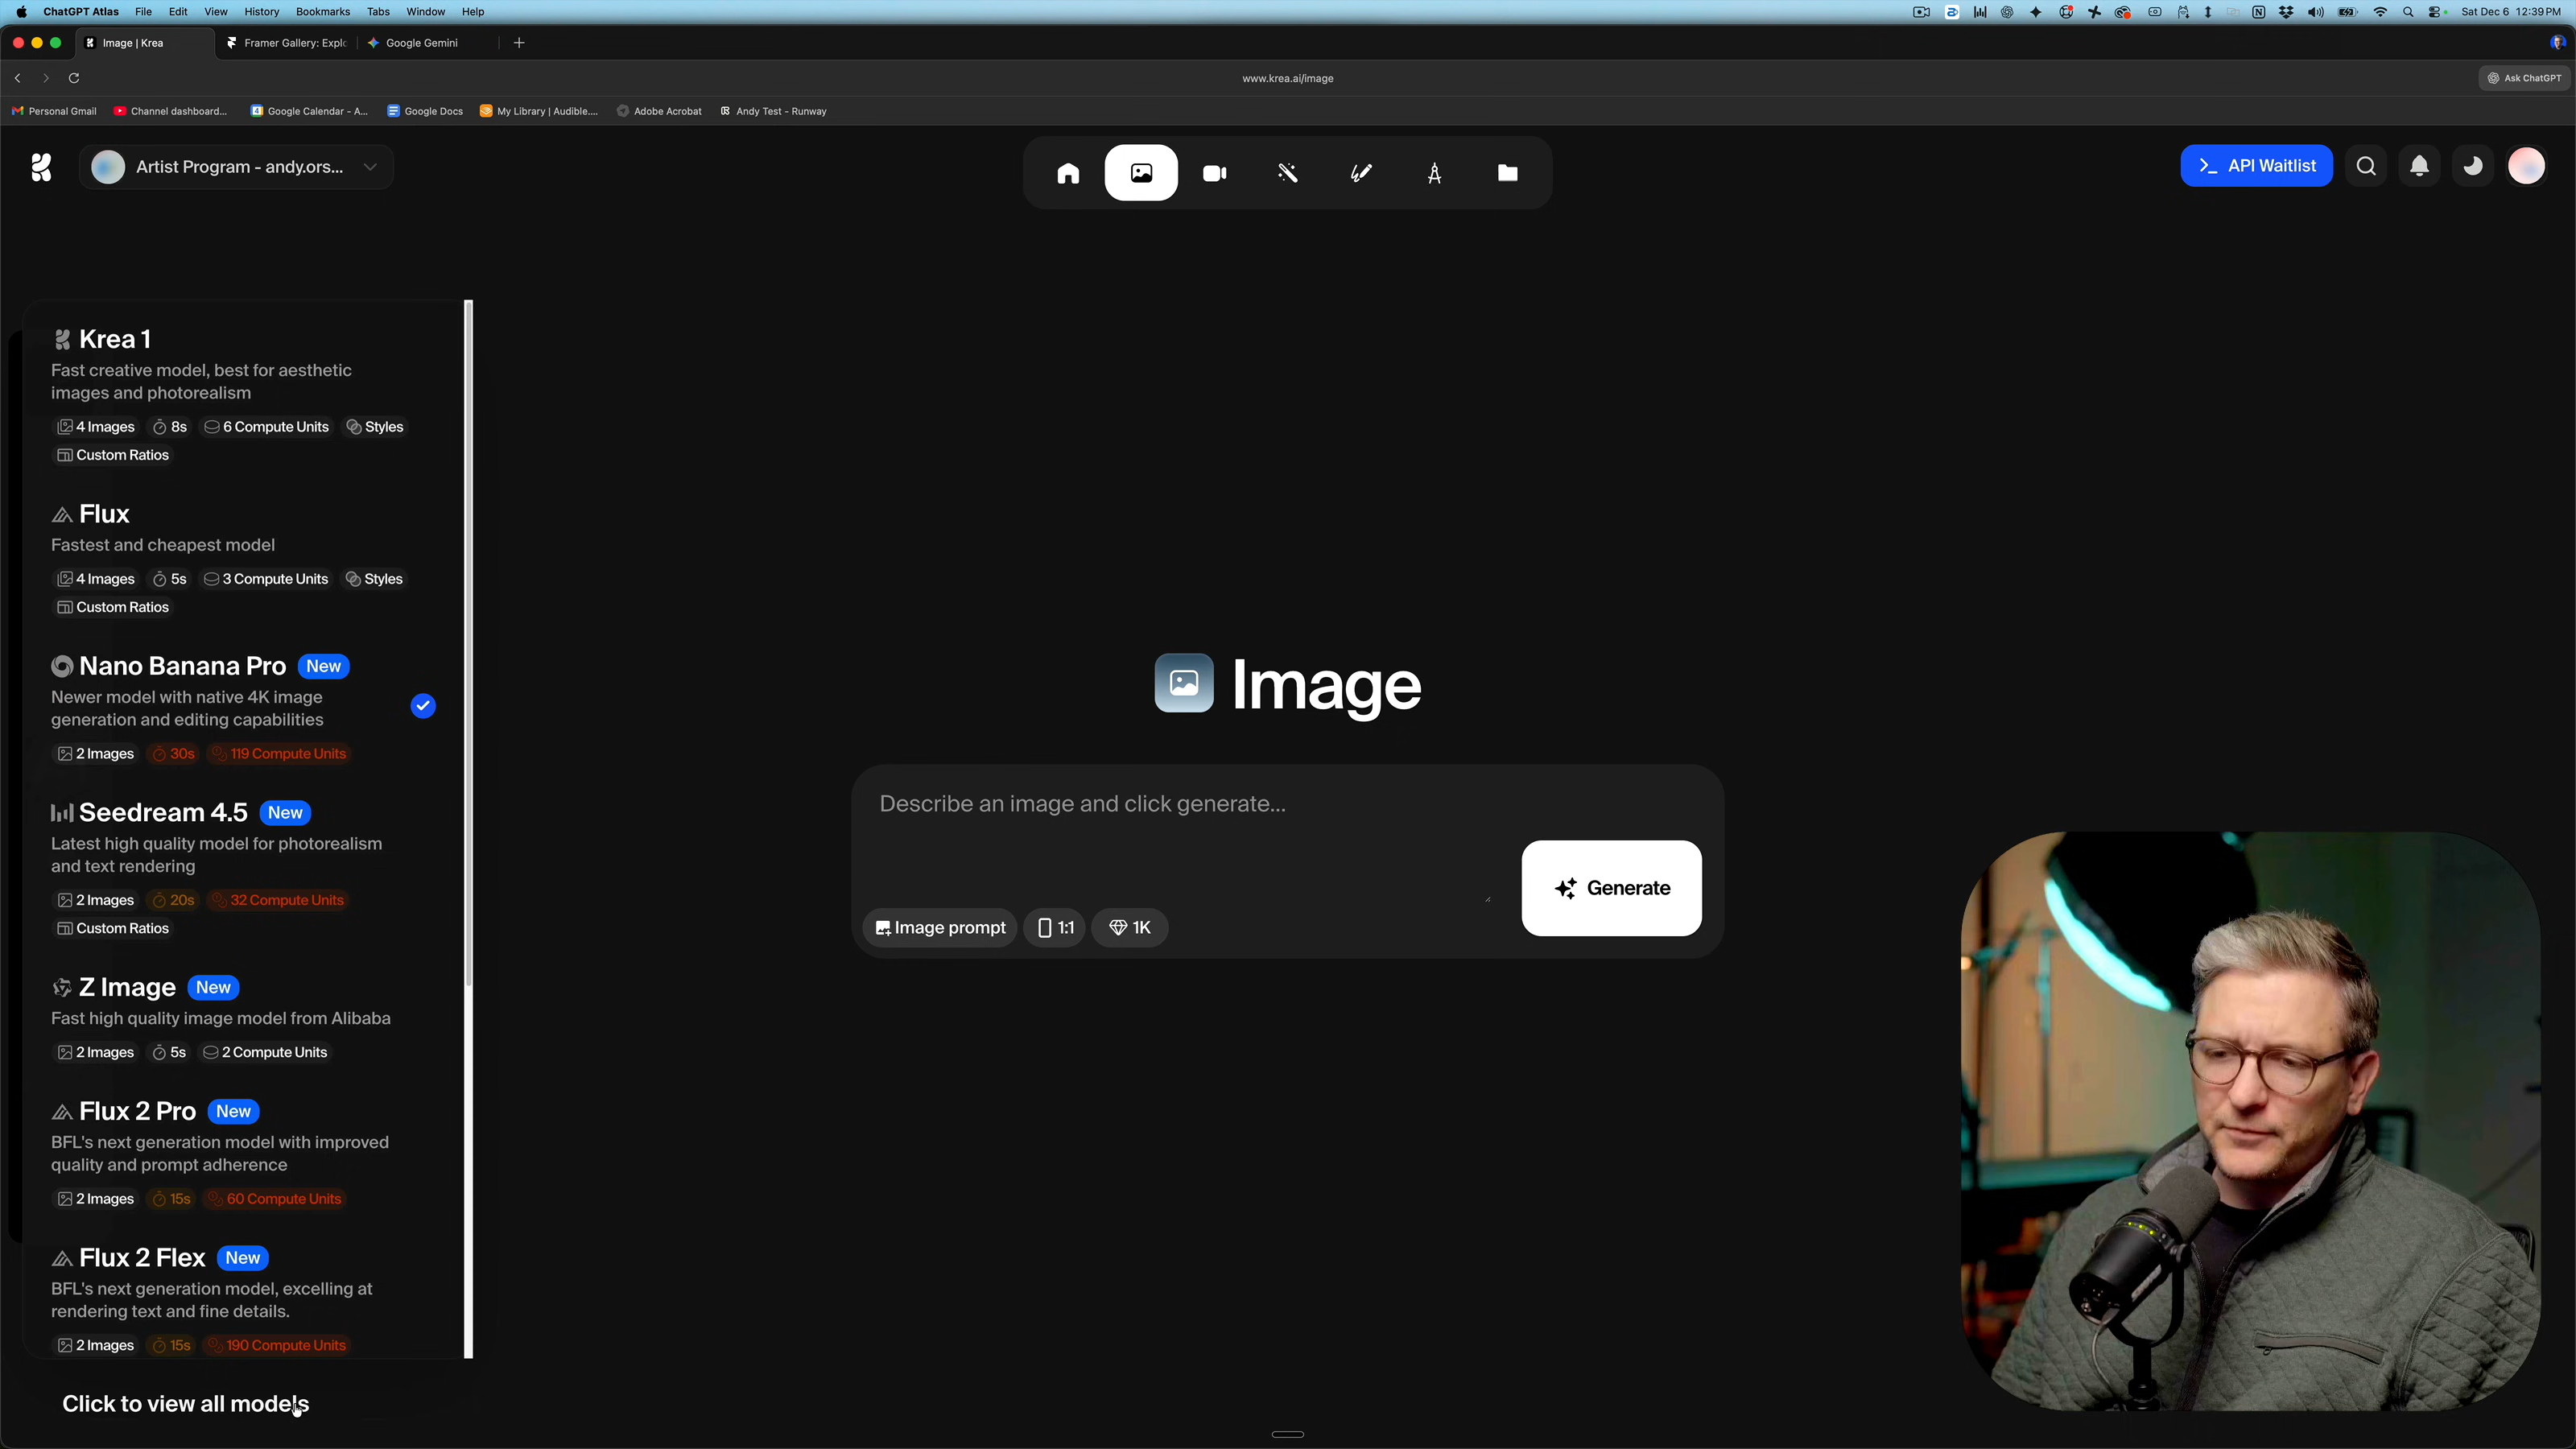 ChatGPT Atlas File Edit View History Bookmarks Tabs Window Help Sat Dec 6 12:39 PM
Image | Krea Framer Gallery: Explo Google Gemini
www.krea.ai/image Ask ChatGPT
Personal Gmail Channel dashboard... Google Calendar - A... Google Docs My Library | Audible.... Adobe Acrobat Andy Test - Runway
Artist Program - andy.ors... API Waitlist
Krea 1
Fast creative model, best for aesthetic
images and photorealism
4 Images 8s 6 Compute Units Styles
Custom Ratios
Flux
Fastest and cheapest model
4 Images 5s 3 Compute Units Styles
Custom Ratios
Nano Banana Pro New
Newer model with native 4K image
generation and editing capabilities
2 Images 30s 119 Compute Units
Seedream 4.5 New
Latest high quality model for photorealism
and text rendering
2 Images 20s 32 Compute Units
Custom Ratios
Z Image New
Fast high quality image model from Alibaba
2 Images 5s 2 Compute Units
Flux 2 Pro New
BFL's next generation model with improved
quality and prompt adherence
2 Images 15s 60 Compute Units
Flux 2 Flex New
BFL's next generation model, excelling at
rendering text and fine details.
2 Images 15s 190 Compute Units
Click to view all models
Image
Describe an image and click generate...
Generate
Image prompt 1:1 1K